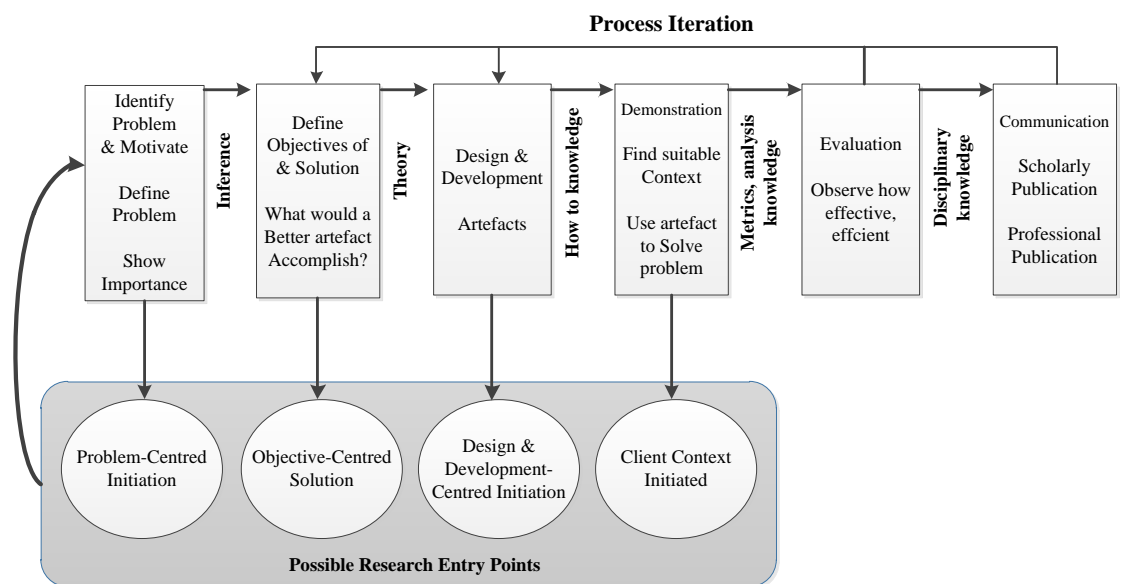 Process Iteration
Identify
Problem
& Motivate
Define
Problem
Show
Importance
Inference
Define
Objectives of
& Solution
What would a
Better artefact
Accomplish?
Theory
Design &
Development
Artefacts
How to knowledge
Demonstration
Find suitable
Context
Use artefact
to Solve
problem
Metrics, analysis
knowledge
Evaluation
Observe how
effective,
effcient
Disciplinary
knowledge
Communication
Scholarly
Publication
Professional
Publication
Problem-Centred
Initiation
Objective-Centred
Solution
Design &
Development-
Centred Initiation
Client Context
Initiated
Possible Research Entry Points